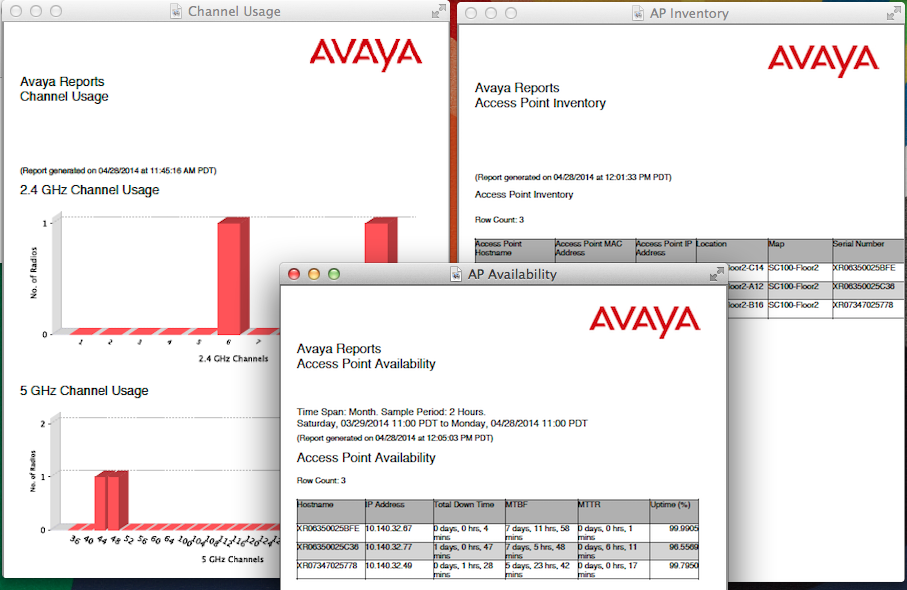 Channel Usage
AVAYA
Avaya Reports
Channel Usage
(Report generated on 04/28/2014 at 11:45:16 AM PDT)
2.4 GHz Channel Usage
No. of Radios
1
0
1 2 3 4 5 6 7
2.4 GHz Channels
5 GHz Channel Usage
No. of Radios
2
1
0
36 40 44 48 52 56 60 64 100 104 108 112 116 120 124
5 GHz Channels
AP Inventory
AVAYA
Avaya Reports
Access Point Inventory
(Report generated on 04/28/2014 at 12:01:33 PM PDT)
Access Point Inventory
Row Count: 3
Access Point Hostname Access Point MAC Address Access Point IP Address Location Map Serial Number
loor2-C14 SC100-Floor2 XR06350025BFE
loor2-A12 SC100-Floor2 XR06350025C36
loor2-B16 SC100-Floor2 XR07347025778
AP Availability
AVAYA
Avaya Reports
Access Point Availability
Time Span: Month. Sample Period: 2 Hours.
Saturday, 03/29/2014 11:00 PDT to Monday, 04/28/2014 11:00 PDT
(Report generated on 04/28/2014 at 12:05:03 PM PDT)
Access Point Availability
Row Count: 3
Hostname IP Address Total Down Time MTBF MTTR Uptime (%)
XR06350025BFE 10.140.32.67 0 days, 0 hrs, 4 mins 7 days, 11 hrs, 58 mins 0 days, 0 hrs, 1 mins 99.9905
XR06350025C36 10.140.32.77 1 days, 0 hrs, 47 mins 7 days, 5 hrs, 48 mins 0 days, 6 hrs, 11 mins 96.5569
XR07347025778 10.140.32.49 0 days, 1 hrs, 28 mins 5 days, 23 hrs, 42 mins 0 days, 0 hrs, 17 mins 99.7950